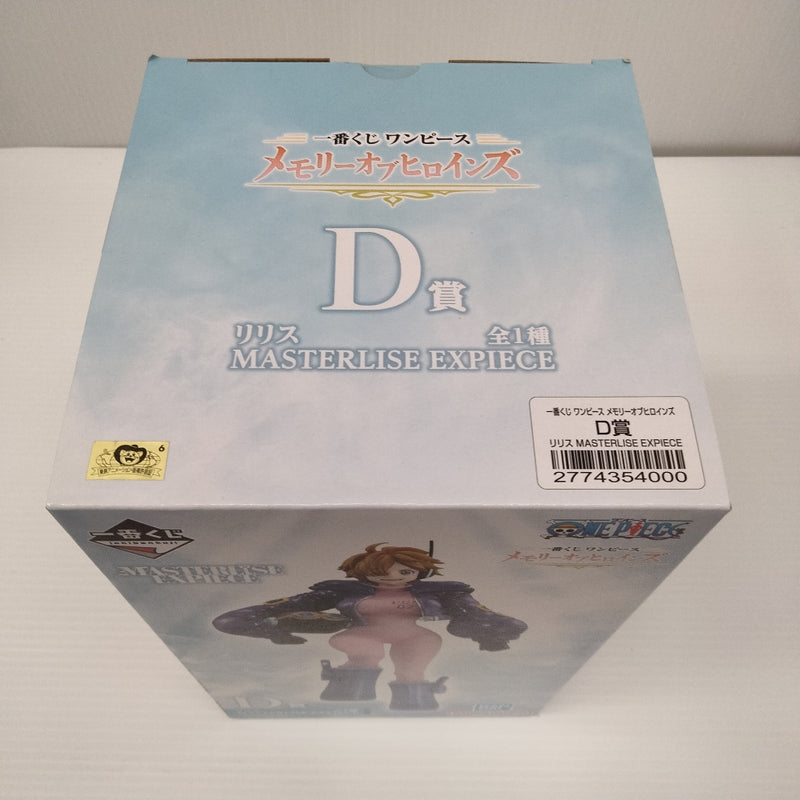 一番くじ ワンピース
メモリーオブヒロインズ
D賞
リリス 全1種
MASTERLISE EXPIECE
一番くじ ワンピース メモリーオブヒロインズ
D賞
リリス MASTERLISE EXPIECE
2774354000
6
一番くじ
ICHIBANKUJI
ONE PIECE
一番くじ ワンピース
メモリーオブヒロインズ
MASTERLISE
EXPIECE
D賞